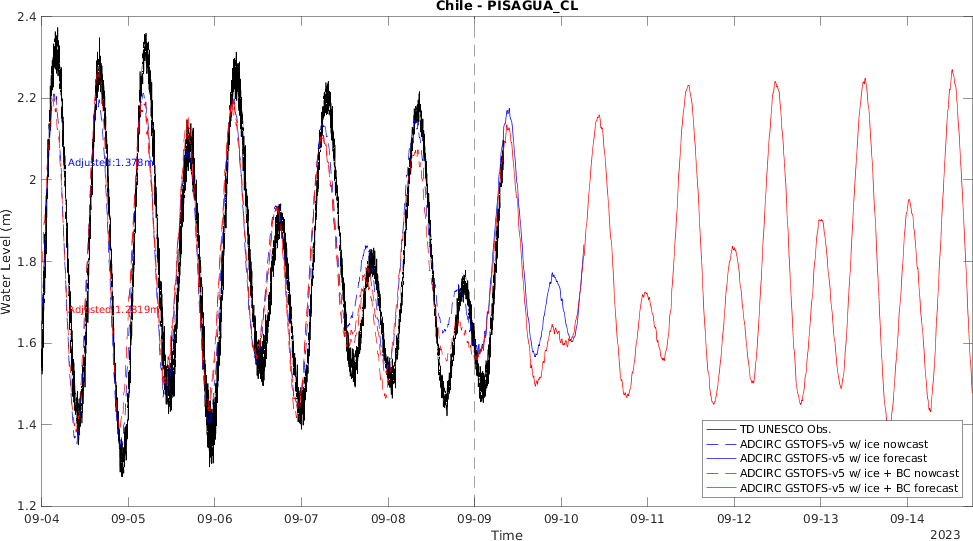 Chile - PISAGUA_CL
2.4
2.2
2
1.8
1.6
1.4
1.2
Water Level (m)
Adjusted:1.378m
Adjusted:1.2819m
TD UNESCO Obs.
ADCIRC GSTOFS-v5 w/ ice nowcast
ADCIRC GSTOFS-v5 w/ ice forecast
ADCIRC GSTOFS-v5 w/ ice + BC nowcast
ADCIRC GSTOFS-v5 w/ ice + BC forecast
09-04 09-05 09-06 09-07 09-08 09-09 09-10 09-11 09-12 09-13 09-14
Time
2023